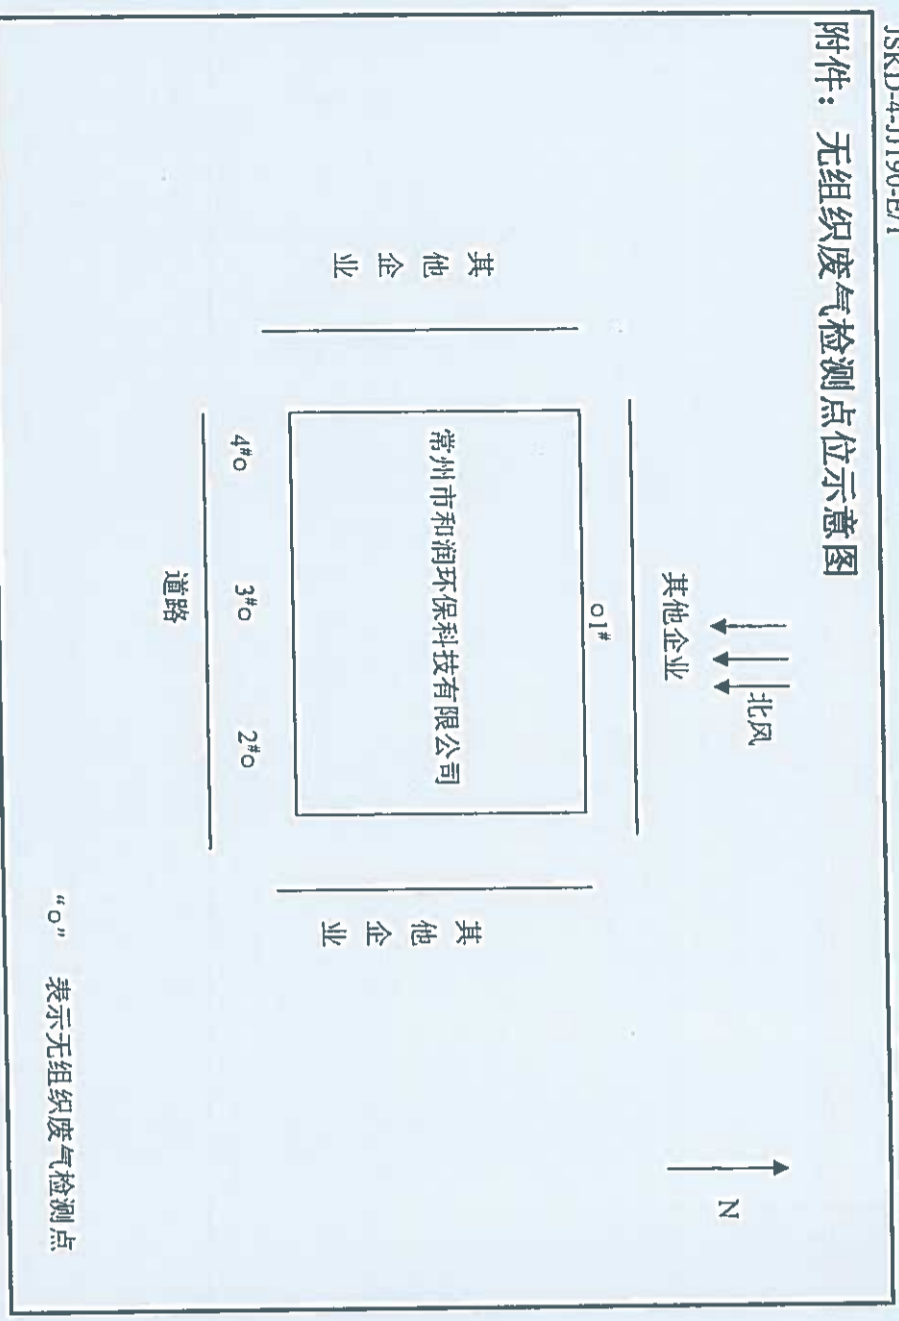 JSKD-4-JJ190-E/1
附件：无组织废气检测点位示意图
北风
N
其他企业
o1#
其他企业
常州市和润环保科技有限公司
其他企业
4#o 3#o 2#o
道路
“o” 表示无组织废气检测点